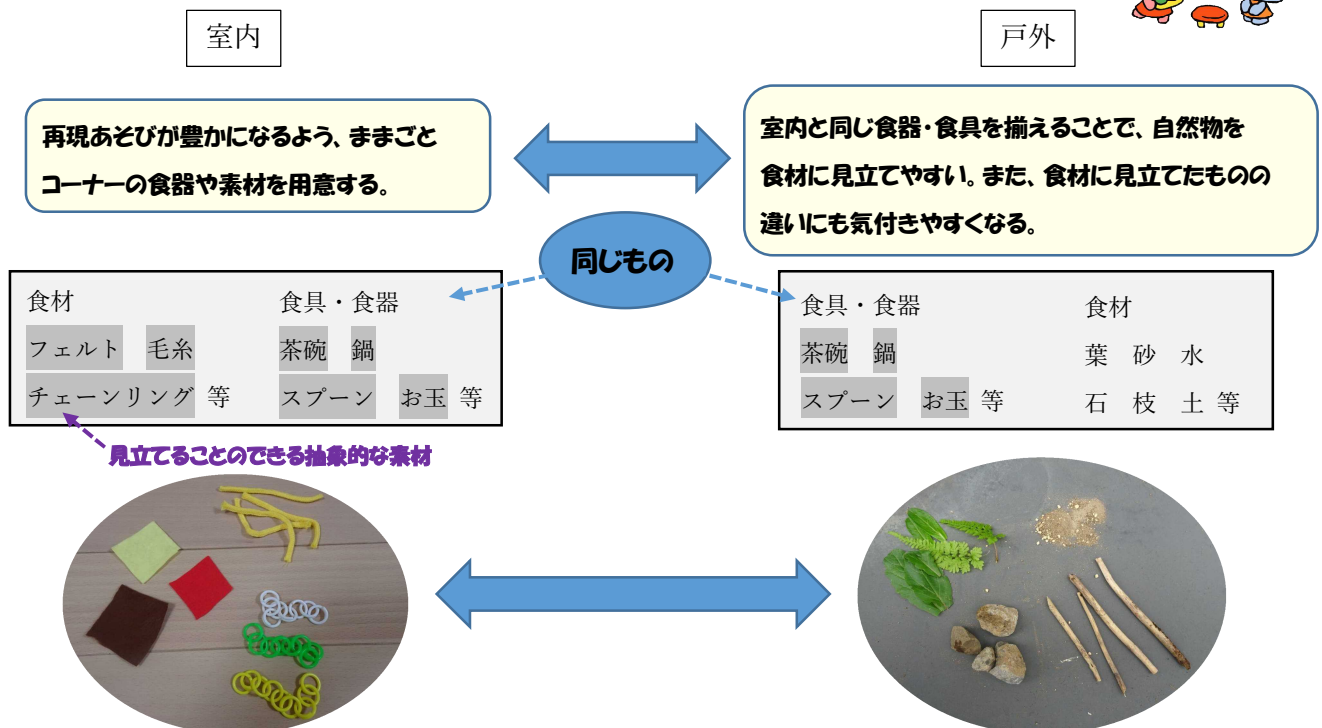 室内
戸外
再現あそびが豊かになるよう、ままごと
コーナーの食器や素材を用意する。
室内と同じ食器・食具を揃えることで、自然物を
食材に見立てやすい。また、食材に見立てたものの
違いにも気付きやすくなる。
同じもの
食材
フェルト 毛糸
チェーンリング 等
食具・食器
茶碗 鍋
スプーン お玉 等
食具・食器
茶碗 鍋
スプーン お玉 等
食材
葉 砂 水
石 枝 土 等
見立てることのできる抽象的な素材